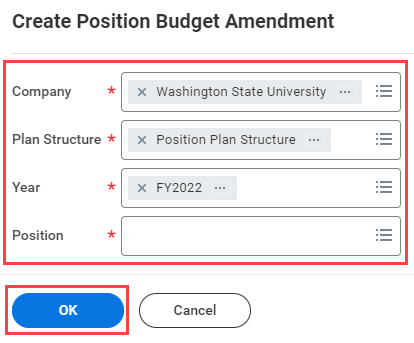 Create Position Budget Amendment
Company * × Washington State University ...
Plan Structure * × Position Plan Structure ...
Year * × FY2022 ...
Position *
OK Cancel